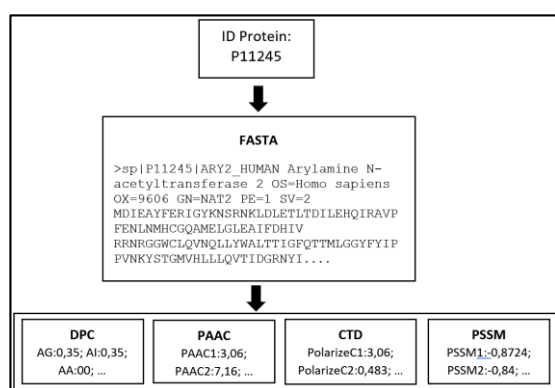 ID Protein:
P11245
FASTA
>sp|P11245|ARY2_HUMAN Arylamine N-
acetyltransferase 2 OS=Homo sapiens
OX=9606 GN=NAT2 PE=1 SV=2
MDIEAYFERIGYKNSRNKLDLETLTDILEHQIRAVP
FENLNMHCGQAMELGLEAIFDHIV
RRNRGGWCLQVNQLLYWALTTIGFQTTMLGGYFYIP
PVNKYSTGMVHLLLQVTIDGRNYI....
DPC
AG:0,35; AI:0,35;
AA:00; ...
PAAC
PAAC1:3,06;
PAAC2:7,16; ...
CTD
PolarizeC1:3,06;
PolarizeC2:0,483; ...
PSSM
PSSM1:-0,8724;
PSSM2:-0,84; ...